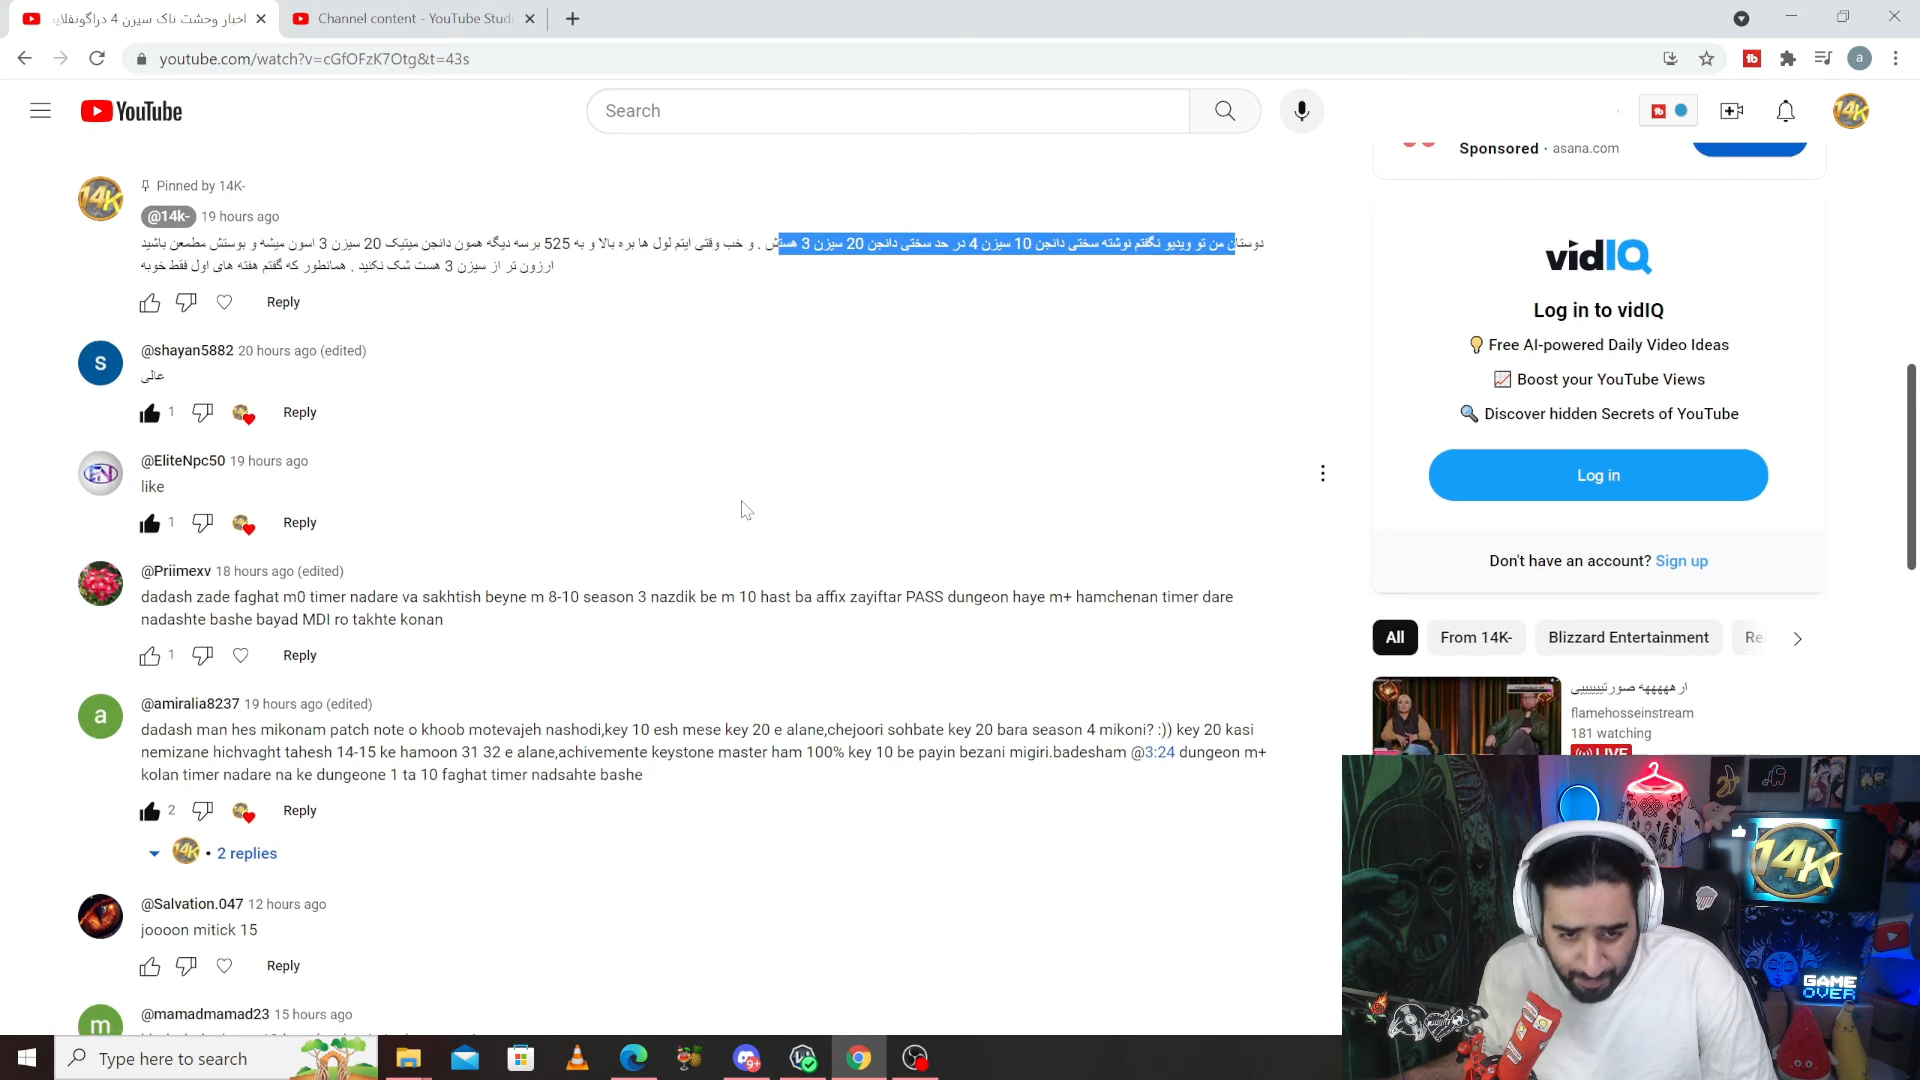 اخبار وحشت ناک سیزن 4 دراگونفلای
Channel content - YouTube Studi
youtube.com/watch?v=cGfOFzK7Otg&t=43s
a
YouTube
Search
14K
Sponsored · asana.com
Pinned by 14K-
@14k- 19 hours ago
دوستان من تو ویدیو نگفتم نوشته سختی دانجن 10 سیزن 4 در حد سختی دانجن 20 سیزن 3 هستش . و خب وقتی ایتم لول ها بره بالا و به 525 برسه دیگه همون دانجن میتیک 20 سیزن 3 اسون میشه و بوستش مطمعن باشید
ارزون تر از سیزن 3 هست شک نکنید . همانطور که گفتم هفته های اول فقط خوبه
Reply
S
@shayan5882 20 hours ago (edited)
عالی
1 Reply
EN
@EliteNpc50 19 hours ago
like
1 Reply
@Priimexv 18 hours ago (edited)
dadash zade faghat m0 timer nadare va sakhtish beyne m 8-10 season 3 nazdik be m 10 hast ba affix zayiftar PASS dungeon haye m+ hamchenan timer dare
nadashte bashe bayad MDI ro takhte konan
1 Reply
a
@amiralia8237 19 hours ago (edited)
dadash man hes mikonam patch note o khoob motevajeh nashodi,key 10 esh mese key 20 e alane,chejoori sohbate key 20 bara season 4 mikoni? :)) key 20 kasi
nemizane hichvaght tahesh 14-15 ke hamoon 31 32 e alane,achivemente keystone master ham 100% key 10 be payin bezani migiri.badesham @3:24 dungeon m+
kolan timer nadare na ke dungeone 1 ta 10 faghat timer nadsahte bashe
2 Reply
14K · 2 replies
@Salvation.047 12 hours ago
joooon mitick 15
Reply
m
@mamadmamad23 15 hours ago
vidIQ
Log in to vidIQ
Free AI-powered Daily Video Ideas
Boost your YouTube Views
Discover hidden Secrets of YouTube
Log in
Don't have an account? Sign up
All From 14K- Blizzard Entertainment Re
ار هههههه صورتییییییی
flamehosseinstream
181 watching
LIVE
14K
GAME
OVER
Type here to search
9+